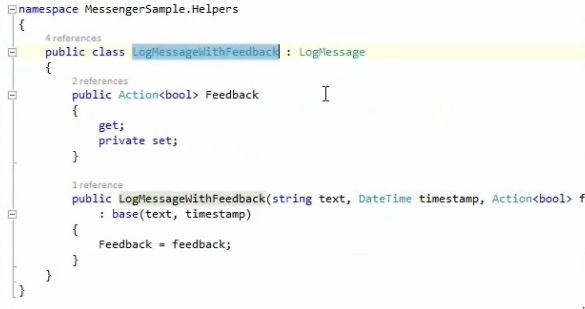 namespace MessengerSample.Helpers
{
4 references
public class LogMessageWithFeedback : LogMessage
{
2 references
public Action<bool> Feedback
{
get;
private set;
}
1 reference
public LogMessageWithFeedback(string text, DateTime timestamp, Action<bool> f
: base(text, timestamp)
{
Feedback = feedback;
}
}
}